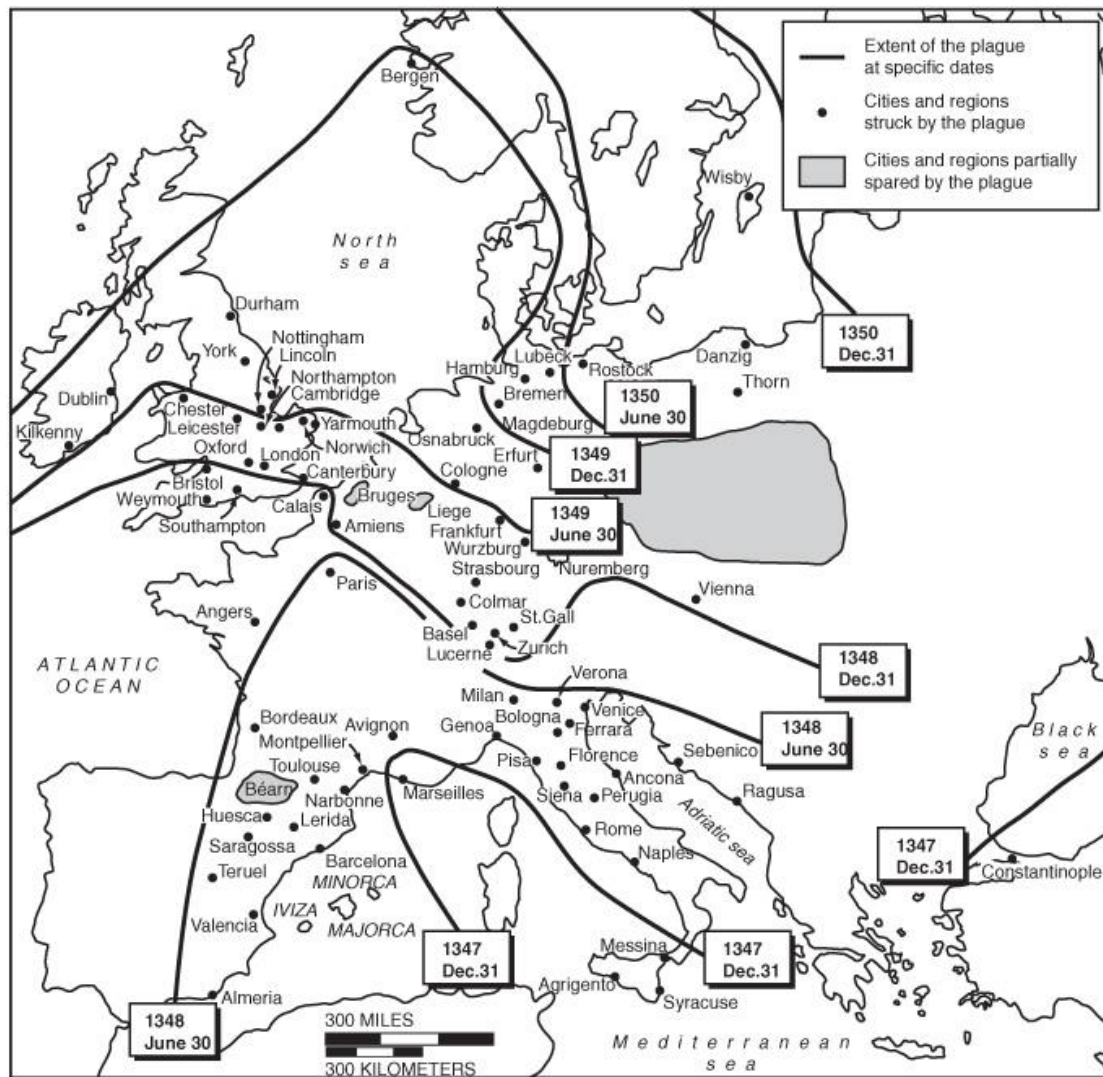 Extent of the plague
at specific dates
Cities and regions
struck by the plague
Cities and regions partially
spared by the plague
Bergen
Wisby
North
sea
Durham
Nottingham
Lincoln
York
Northampton
Cambridge
Dublin
Chester
Leicester
Kilkenny
Yarmouth
Norwich
Oxford
London
Canterbury
Bristol
Weymouth
Southampton
Calais
Bruges
Liege
Amiens
Hamburg
Lubeck
Rostock
Bremen
Magdeburg
Osnabruck
Erfurt
Cologne
Danzig
Thorn
1350
Dec.31
1350
June 30
1349
Dec.31
1349
June 30
Frankfurt
Wurzburg
Nuremberg
Strasbourg
Paris
Colmar
Vienna
Angers
St.Gall
Basel
Zurich
Lucerne
ATLANTIC
OCEAN
1348
Dec.31
Verona
Milan
Venice
Bologna
Ferrara
Genoa
1348
June 30
Black
sea
Bordeaux
Avignon
Montpellier
Toulouse
Béarn
Narbonne
Marseilles
Pisa
Florence
Sebenico
Ancona
Siena
Perugia
Ragusa
Adriatic sea
Huesca
Lerida
Saragossa
Rome
Barcelona
Teruel
Naples
MINORCA
IVIZA
MAJORCA
Valencia
1347
Dec.31
Constantinople
1347
Dec.31
Messina
1347
Dec.31
Agrigento
Syracuse
Almeria
1348
June 30
300 MILES
300 KILOMETERS
Mediterranean
sea